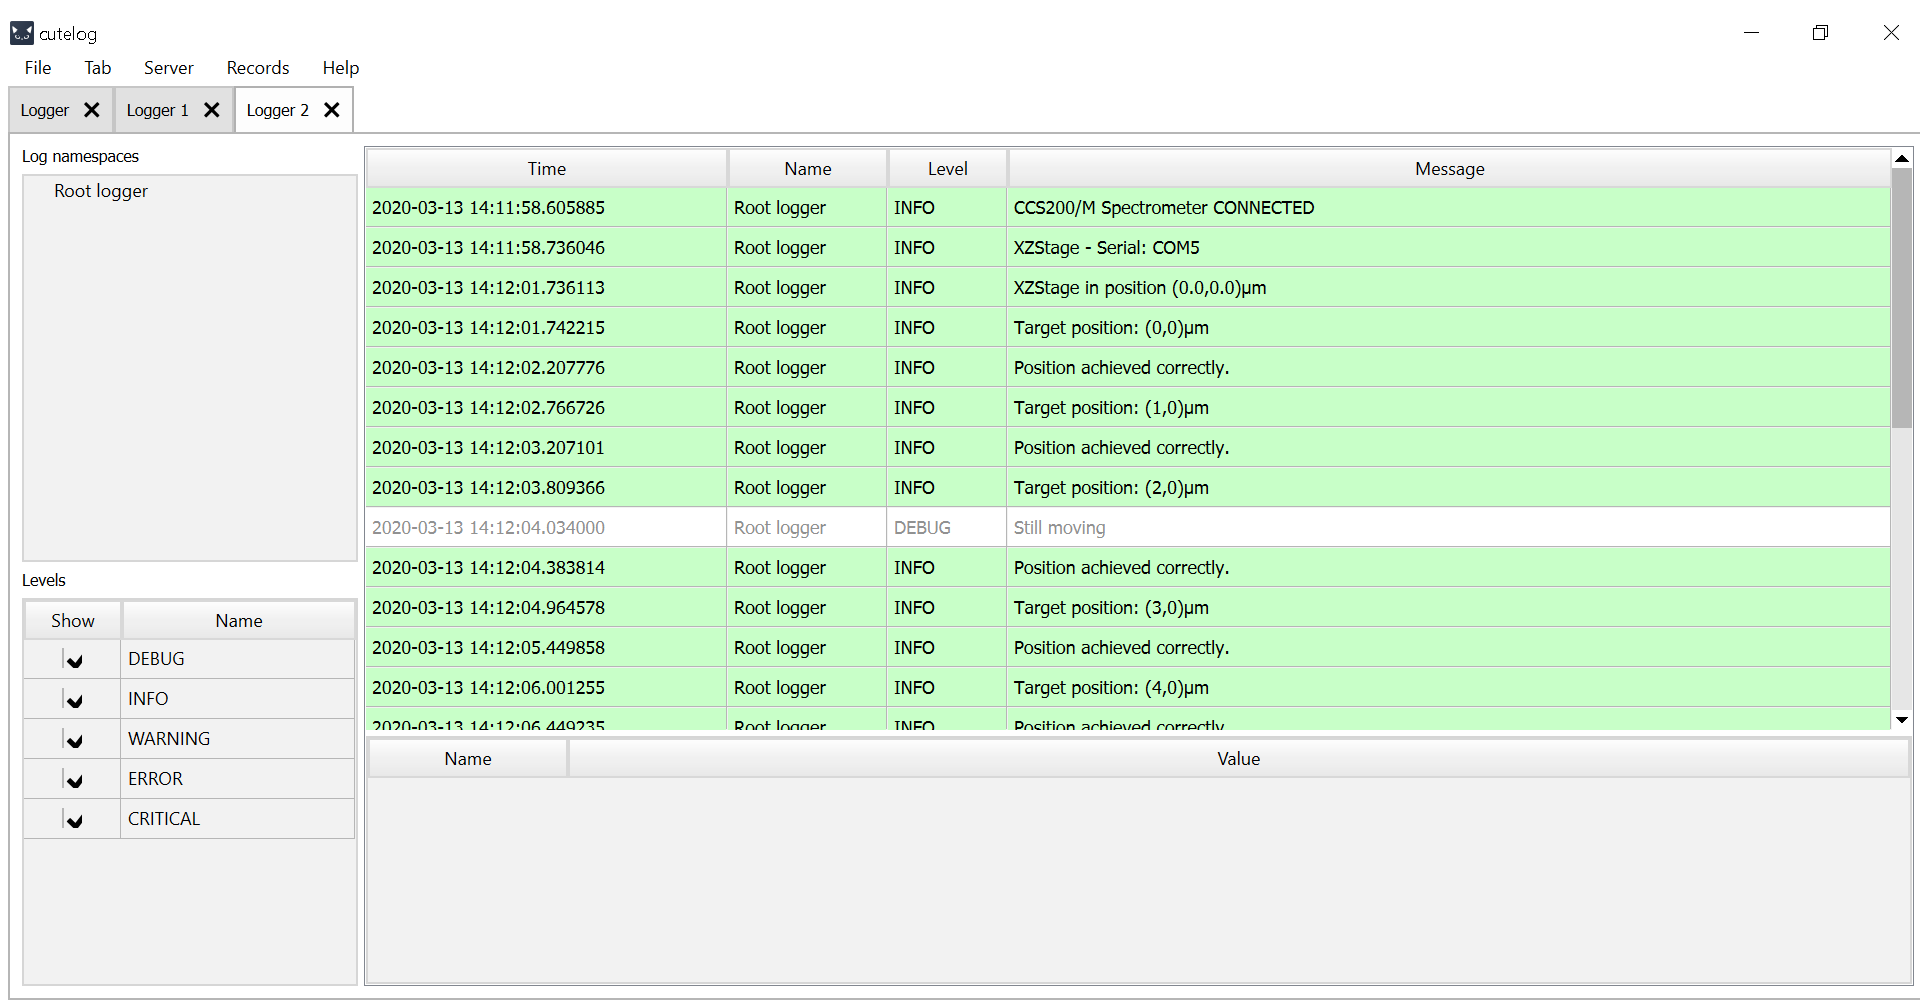 cutelog
File Tab Server Records Help
Logger Logger 1 Logger 2
Log namespaces
Root logger
Time Name Level Message
2020-03-13 14:11:58.605885 Root logger INFO CCS200/M Spectrometer CONNECTED
2020-03-13 14:11:58.736046 Root logger INFO XZStage - Serial: COM5
2020-03-13 14:12:01.736113 Root logger INFO XZStage in position (0.0,0.0)µm
2020-03-13 14:12:01.742215 Root logger INFO Target position: (0,0)µm
2020-03-13 14:12:02.207776 Root logger INFO Position achieved correctly.
2020-03-13 14:12:02.766726 Root logger INFO Target position: (1,0)µm
2020-03-13 14:12:03.207101 Root logger INFO Position achieved correctly.
2020-03-13 14:12:03.809366 Root logger INFO Target position: (2,0)µm
2020-03-13 14:12:04.034000 Root logger DEBUG Still moving
2020-03-13 14:12:04.383814 Root logger INFO Position achieved correctly.
2020-03-13 14:12:04.964578 Root logger INFO Target position: (3,0)µm
2020-03-13 14:12:05.449858 Root logger INFO Position achieved correctly.
2020-03-13 14:12:06.001255 Root logger INFO Target position: (4,0)µm
2020-03-13 14:12:06.449235 Root logger INFO Position achieved correctly.
Levels
Show Name
DEBUG
INFO
WARNING
ERROR
CRITICAL
Name Value